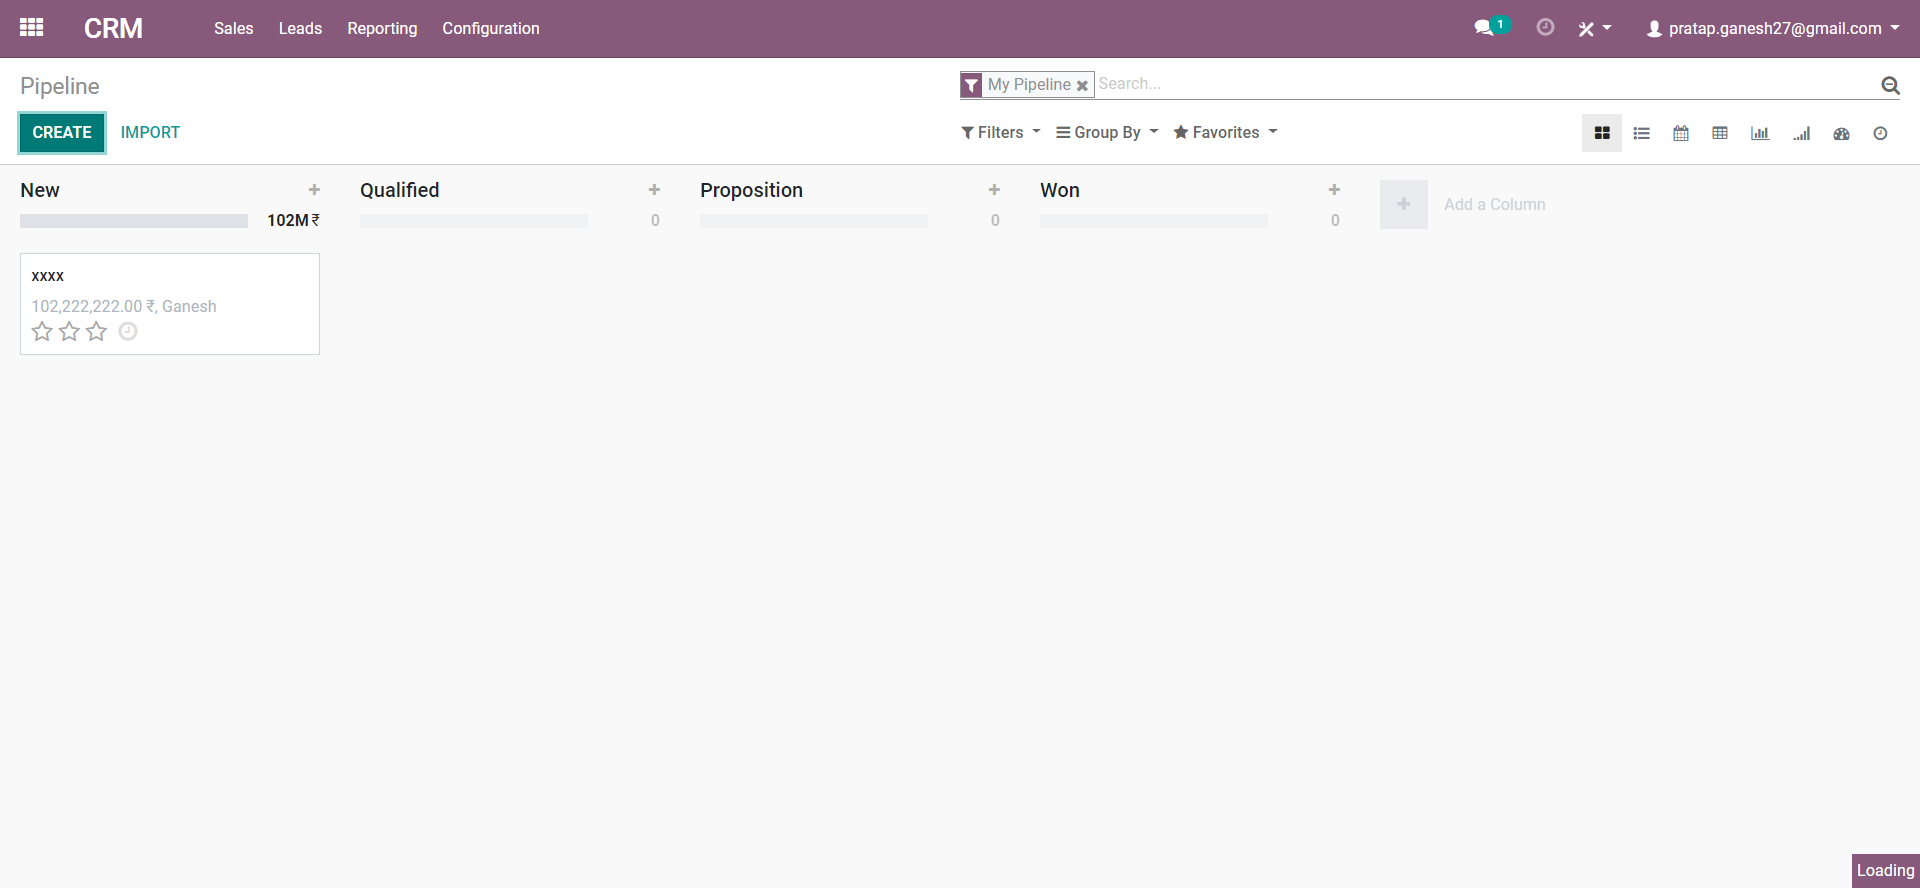 CRM Sales Leads Reporting Configuration 1 pratap.ganesh27@gmail.com
Pipeline My Pipeline Search...
CREATE IMPORT Filters Group By Favorites
New Qualified Proposition Won Add a Column
102M ₹ 0 0 0
xxxx
102,222,222.00 ₹, Ganesh
Loading